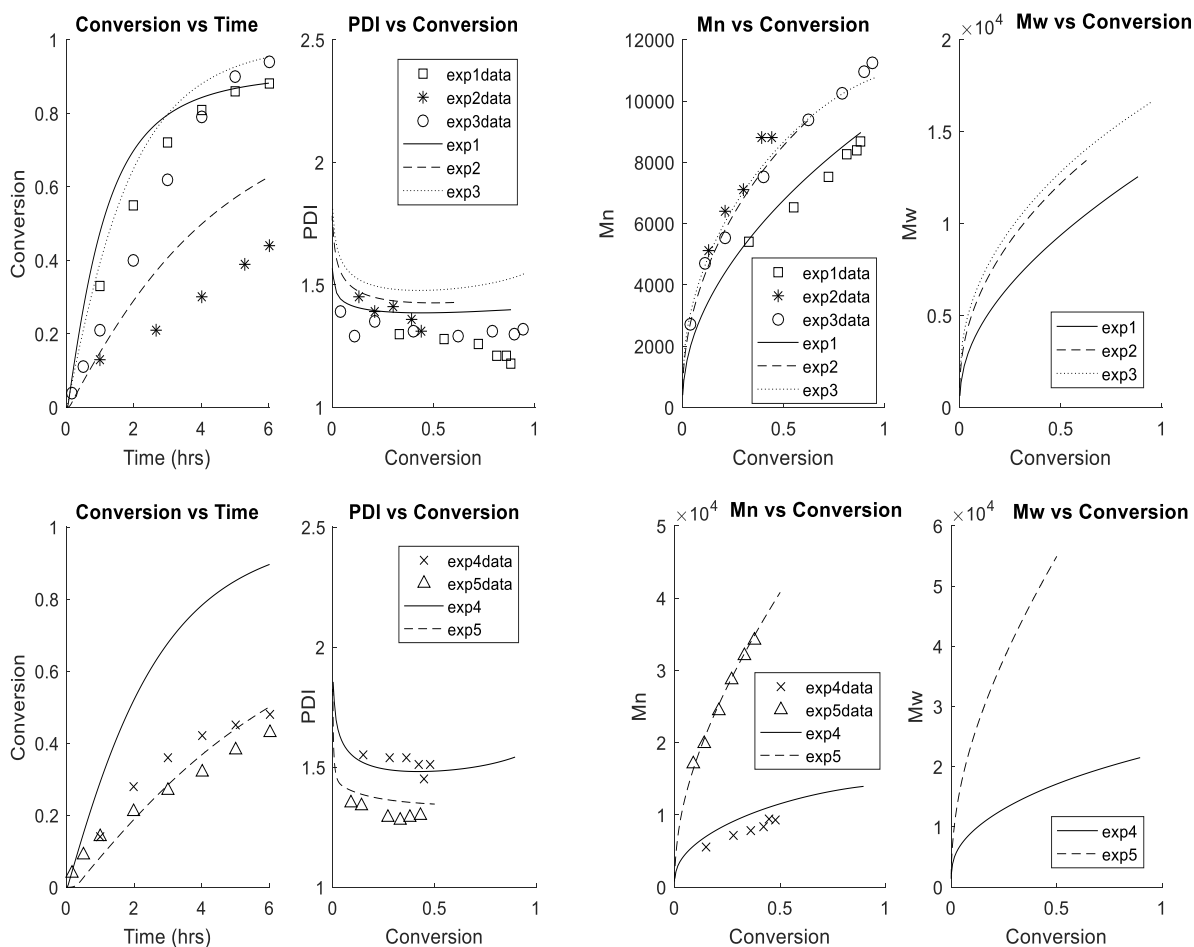 Conversion vs Time
1
0.8
0.6
0.4
0.2
0
0 2 4 6
Conversion
Time (hrs)
PDI vs Conversion
2.5
2
1.5
1
0 0.5 1
PDI
Conversion
exp1data
exp2data
exp3data
exp1
exp2
exp3
Mn vs Conversion
12000
10000
8000
6000
4000
2000
0
0 0.5 1
Mn
Conversion
exp1data
exp2data
exp3data
exp1
exp2
exp3
Mw vs Conversion
×10⁴
2
1.5
1
0.5
0
0 0.5 1
Mw
Conversion
exp1
exp2
exp3
Conversion vs Time
1
0.8
0.6
0.4
0.2
0
0 2 4 6
Conversion
Time (hrs)
PDI vs Conversion
2.5
2
1.5
1
0 0.5 1
PDI
Conversion
exp4data
exp5data
exp4
exp5
Mn vs Conversion
×10⁴
5
4
3
2
1
0
0 0.5 1
Mn
Conversion
exp4data
exp5data
exp4
exp5
Mw vs Conversion
×10⁴
6
5
4
3
2
1
0
0 0.5 1
Mw
Conversion
exp4
exp5